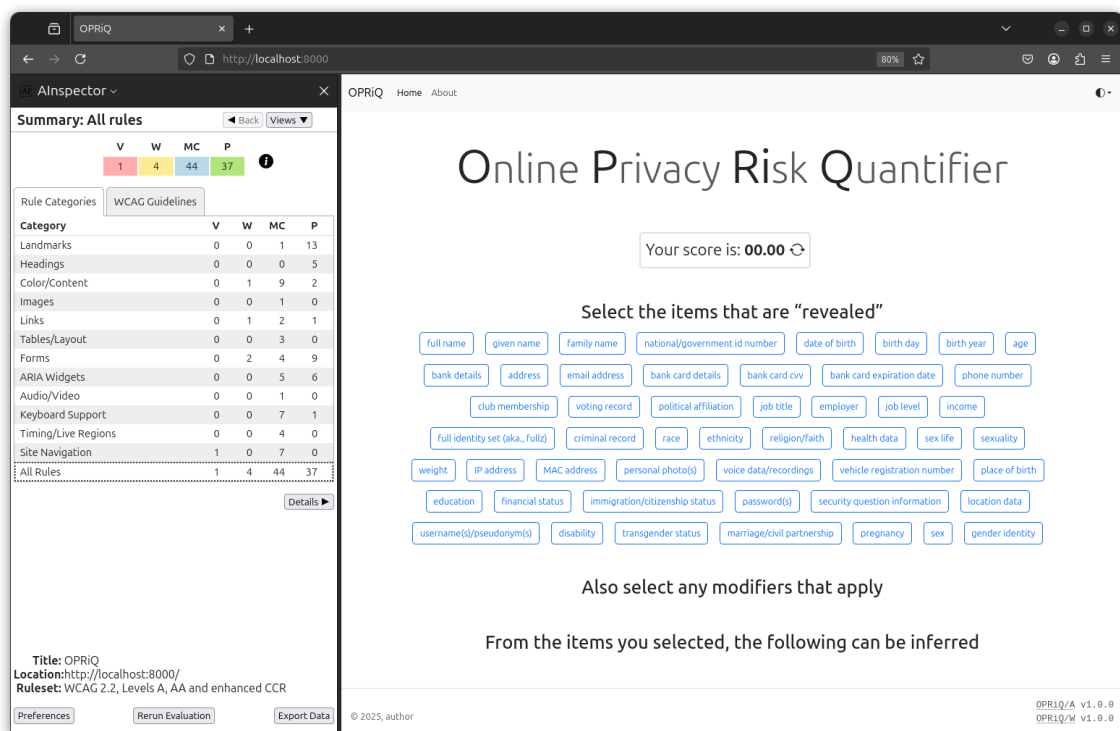 OPRiQ
http://localhost:8000
80%
AInspector
Summary: All rules
◀ Back
Views ▼
V W MC P
1 4 44 37
Rule Categories
WCAG Guidelines
Category V W MC P
Landmarks 0 0 1 13
Headings 0 0 0 5
Color/Content 0 1 9 2
Images 0 0 1 0
Links 0 1 2 1
Tables/Layout 0 0 3 0
Forms 0 2 4 9
ARIA Widgets 0 0 5 6
Audio/Video 0 0 1 0
Keyboard Support 0 0 7 1
Timing/Live Regions 0 0 4 0
Site Navigation 1 0 7 0
All Rules 1 4 44 37
Details ▶
Title: OPRiQ
Location:http://localhost:8000/
Ruleset: WCAG 2.2, Levels A, AA and enhanced CCR
Preferences
Rerun Evaluation
Export Data
OPRiQ Home About
Online Privacy Risk Quantifier
Your score is: 00.00
Select the items that are “revealed”
full name given name family name national/government id number date of birth birth day birth year age
bank details address email address bank card details bank card cvv bank card expiration date phone number
club membership voting record political affiliation job title employer job level income
full identity set (aka., fullz) criminal record race ethnicity religion/faith health data sex life sexuality
weight IP address MAC address personal photo(s) voice data/recordings vehicle registration number place of birth
education financial status immigration/citizenship status password(s) security question information location data
username(s)/pseudonym(s) disability transgender status marriage/civil partnership pregnancy sex gender identity
Also select any modifiers that apply
From the items you selected, the following can be inferred
© 2025, author
OPRiQ/A v1.0.0
OPRiQ/W v1.0.0